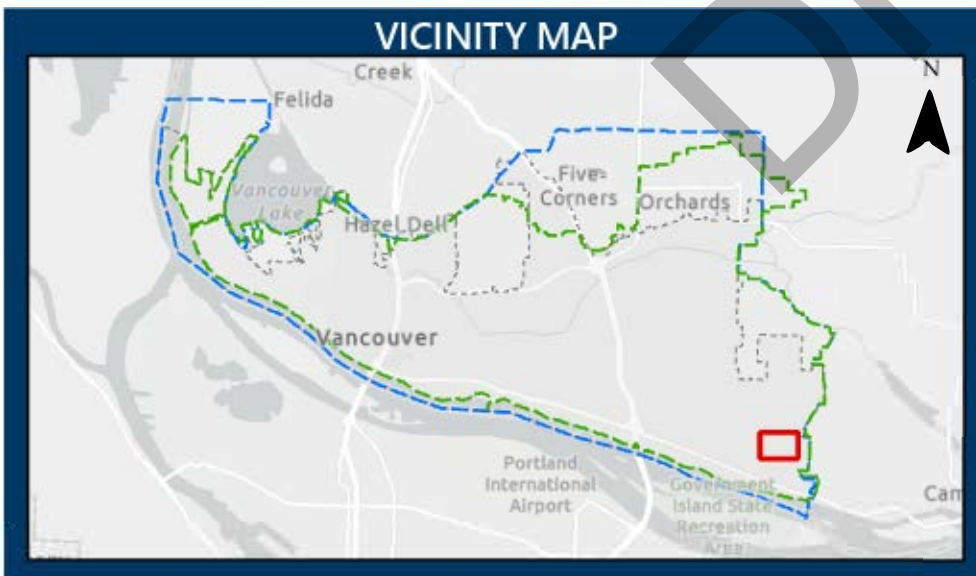 VICINITY MAP
Creek
N
Felida
Vancouver
Lake
Five
Corners
Orchards
Hazel Dell
Vancouver
Portland
International
Airport
Government
Island State
Recreation
Area
Cam